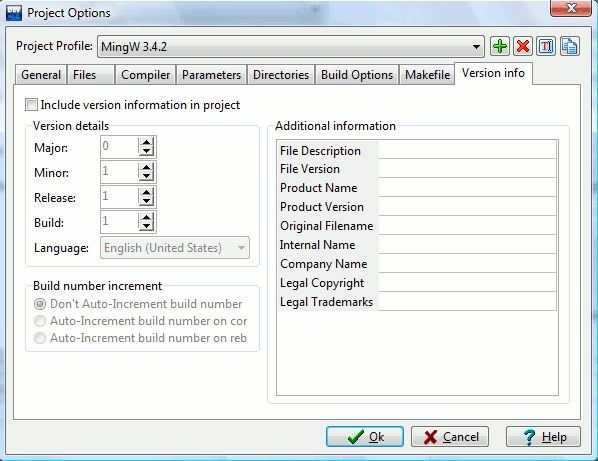 Project Options
Project Profile: MingW 3.4.2
General Files Compiler Parameters Directories Build Options Makefile Version info
Include version information in project
Version details
Major: 0
Minor: 1
Release: 1
Build: 1
Language: English (United States)
Build number increment
Don't Auto-Increment build number
Auto-Increment build number on cor
Auto-Increment build number on reb
Additional information
File Description
File Version
Product Name
Product Version
Original Filename
Internal Name
Company Name
Legal Copyright
Legal Trademarks
Ok Cancel ? Help